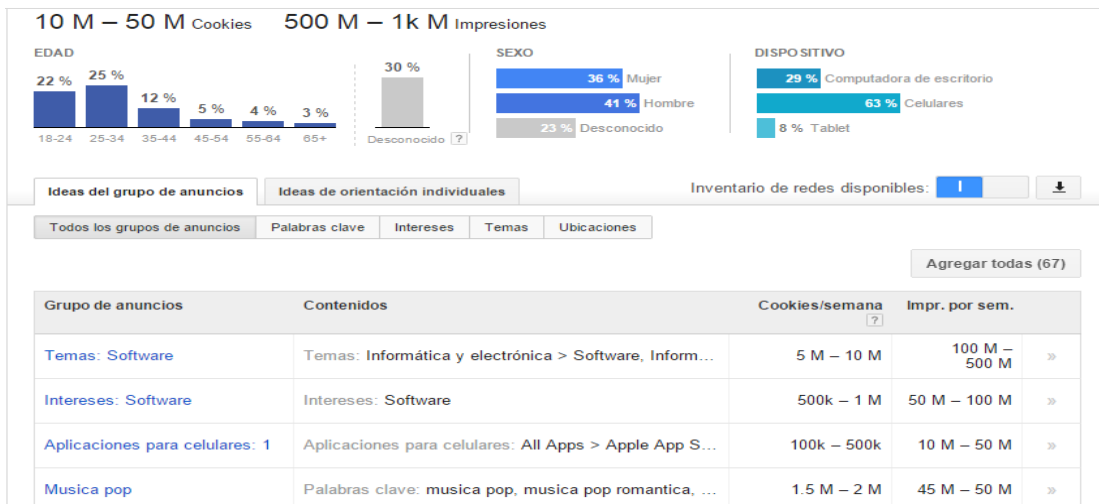 10 M – 50 M Cookies 500 M – 1k M Impresiones
EDAD
22 % 25 % 12 % 5 % 4 % 3 % 30 %
18-24 25-34 35-44 45-54 55-64 65+ Desconocido ?
SEXO
36 % Mujer
41 % Hombre
23 % Desconocido
DISPOSITIVO
29 % Computadora de escritorio
63 % Celulares
8 % Tablet
Ideas del grupo de anuncios Ideas de orientación individuales Inventario de redes disponibles:
Todos los grupos de anuncios Palabras clave Intereses Temas Ubicaciones
Agregar todas (67)
Grupo de anuncios Contenidos Cookies/semana ? Impr. por sem.
Temas: Software Temas: Informática y electrónica > Software, Inform... 5 M – 10 M 100 M – 500 M »
Intereses: Software Intereses: Software 500k – 1 M 50 M – 100 M »
Aplicaciones para celulares: 1 Aplicaciones para celulares: All Apps > Apple App S... 100k – 500k 10 M – 50 M »
Musica pop Palabras clave: musica pop, musica pop romantica, ... 1.5 M – 2 M 45 M – 50 M »